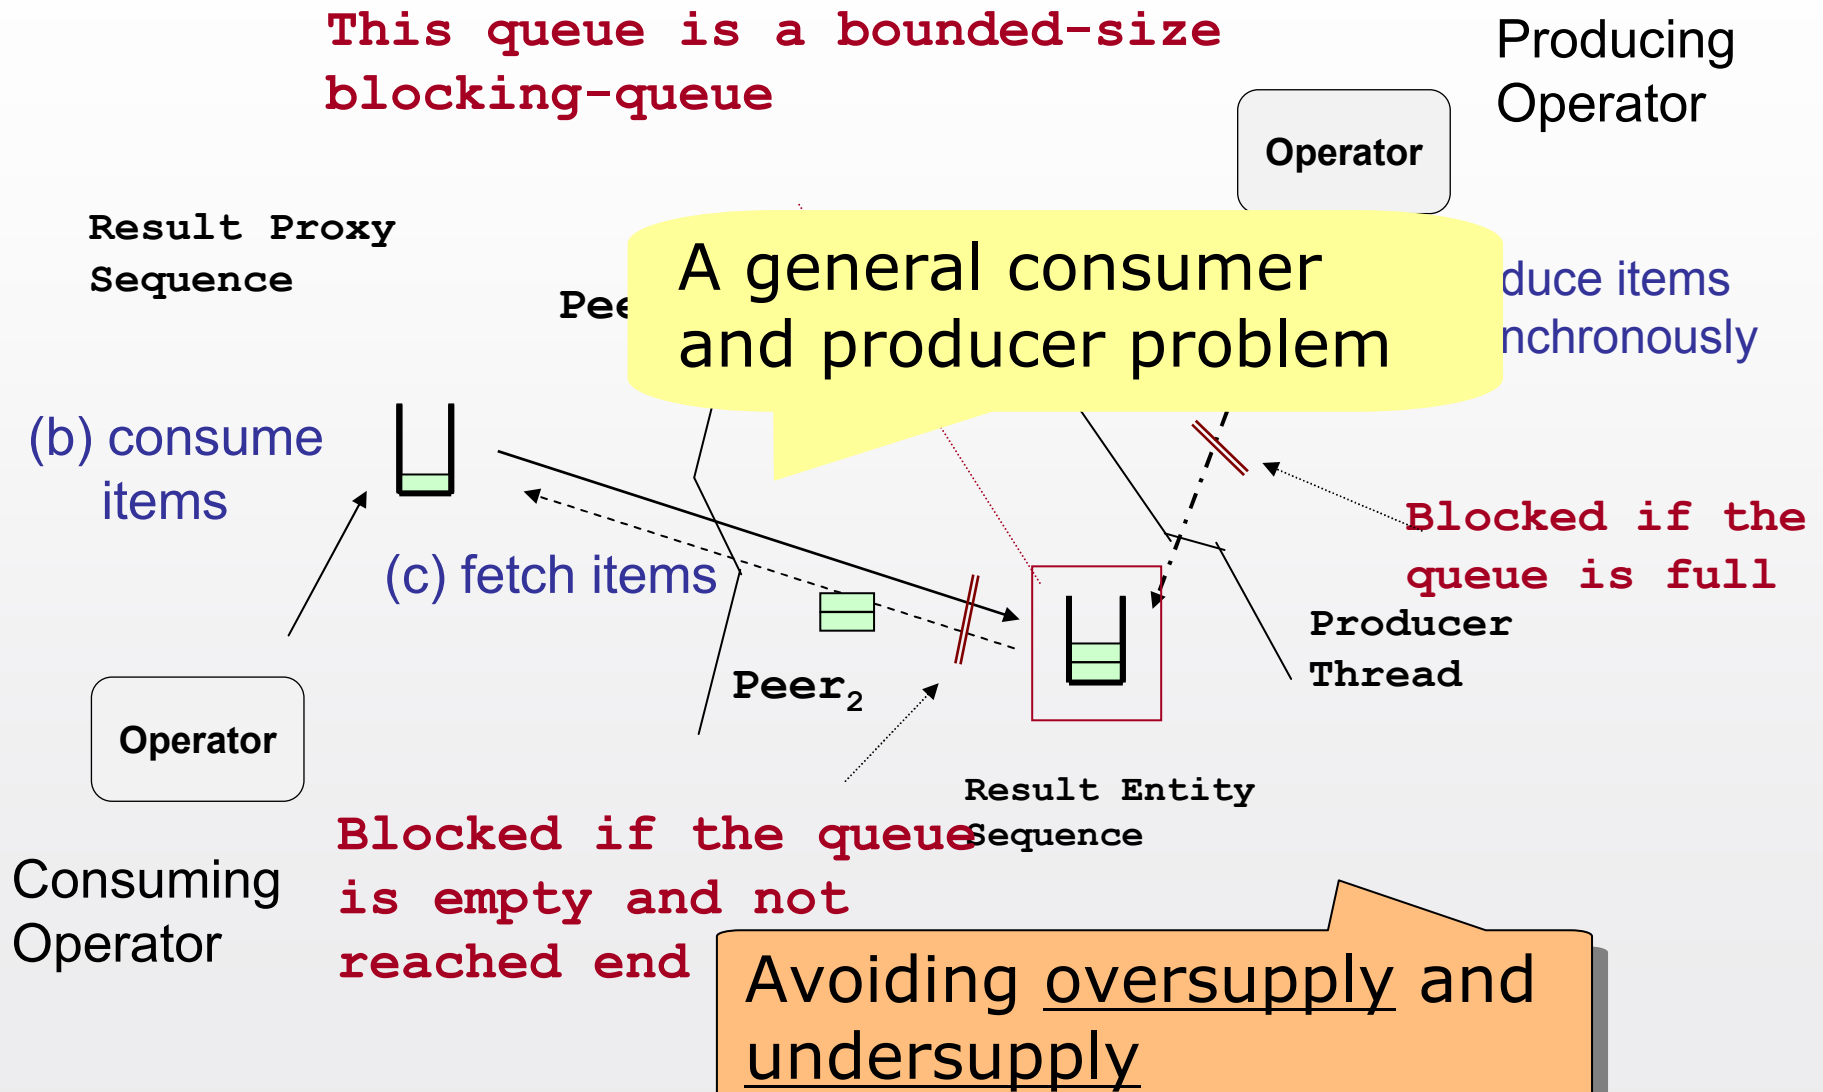 This queue is a bounded-size
blocking-queue
Producing
Operator
Operator
Result Proxy
Sequence
A general consumer
and producer problem
duce items
nchronously
(b) consume
items
(c) fetch items
Blocked if the
queue is full
Producer
Thread
Peer2
Operator
Result Entity
Sequence
Blocked if the queue
is empty and not
reached end
Consuming
Operator
Avoiding oversupply and
undersupply